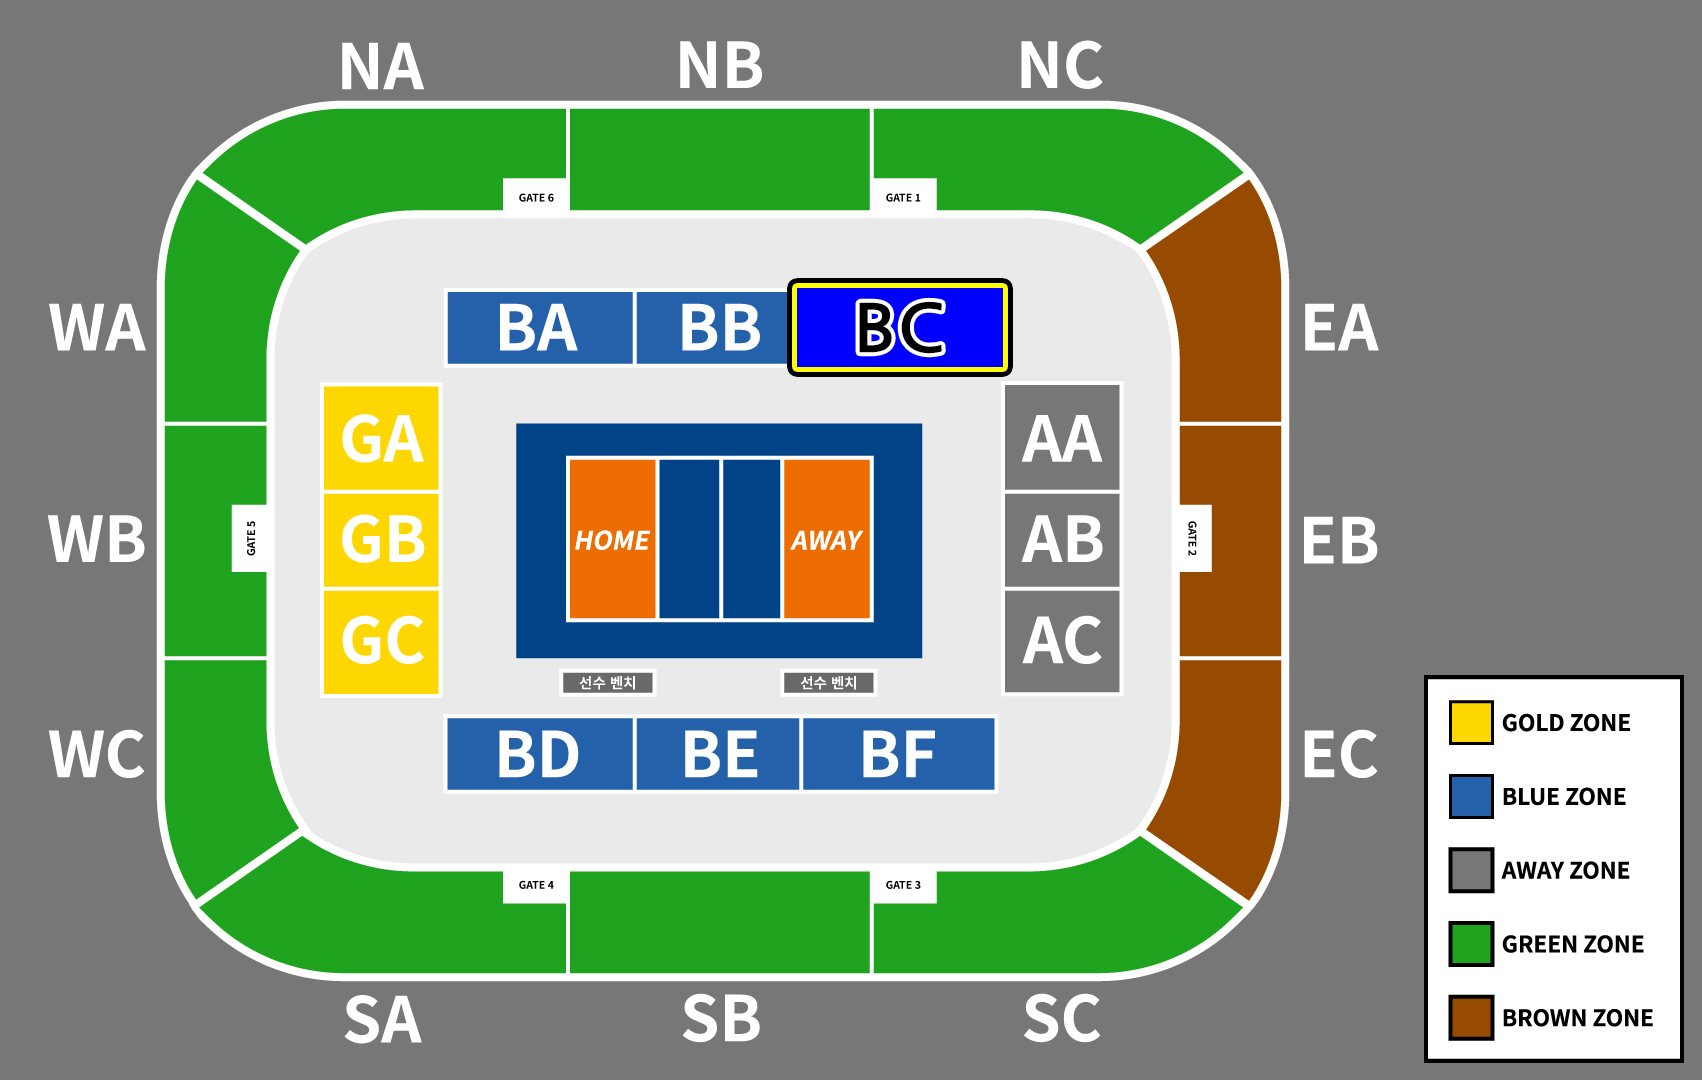 NA NB NC
GATE 6 GATE 1
BA BB BC
WA EA
GA AA
WB GATE 5 GB HOME AWAY AB GATE 2 EB
GC AC
선수 벤치 선수 벤치
WC BD BE BF EC
GATE 4 GATE 3
SA SB SC
GOLD ZONE
BLUE ZONE
AWAY ZONE
GREEN ZONE
BROWN ZONE